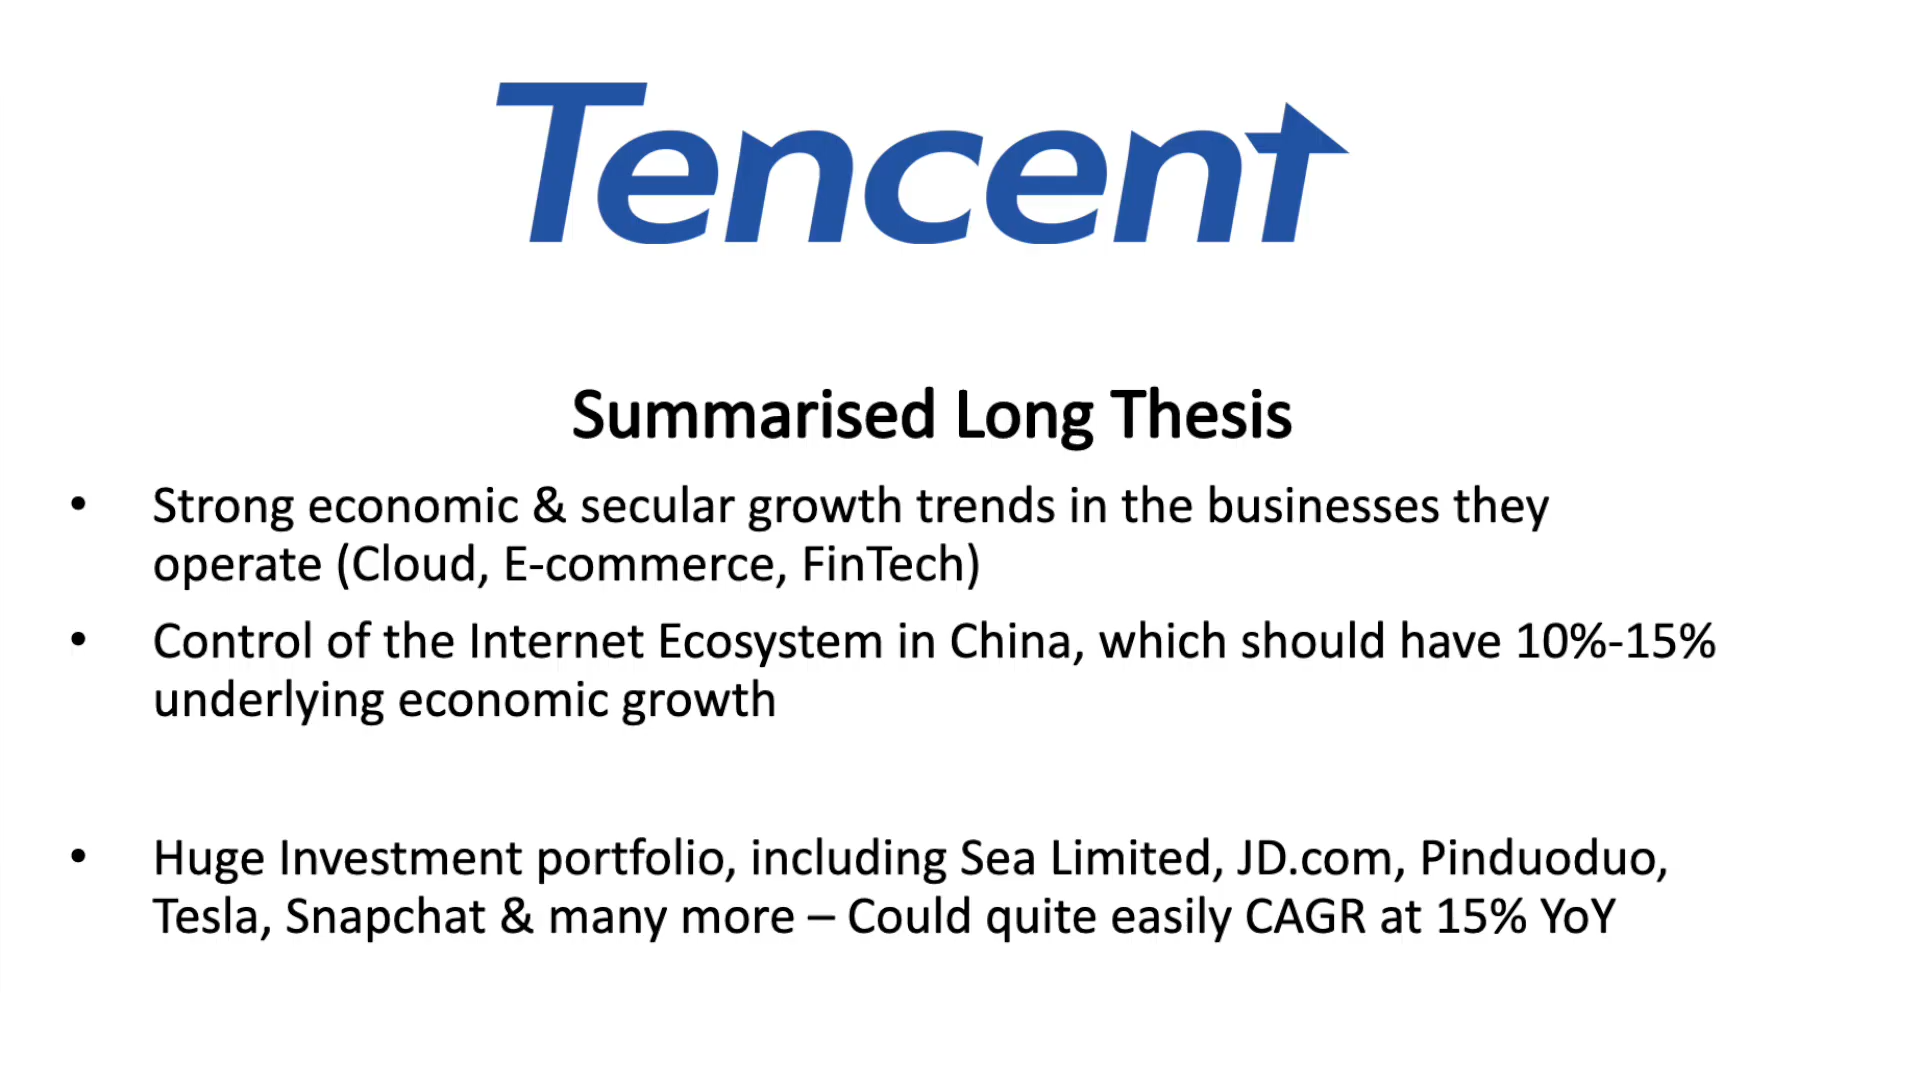 Tencent
Summarised Long Thesis
• Strong economic & secular growth trends in the businesses they
operate (Cloud, E-commerce, FinTech)
• Control of the Internet Ecosystem in China, which should have 10%-15%
underlying economic growth
• Huge Investment portfolio, including Sea Limited, JD.com, Pinduoduo,
Tesla, Snapchat & many more – Could quite easily CAGR at 15% YoY